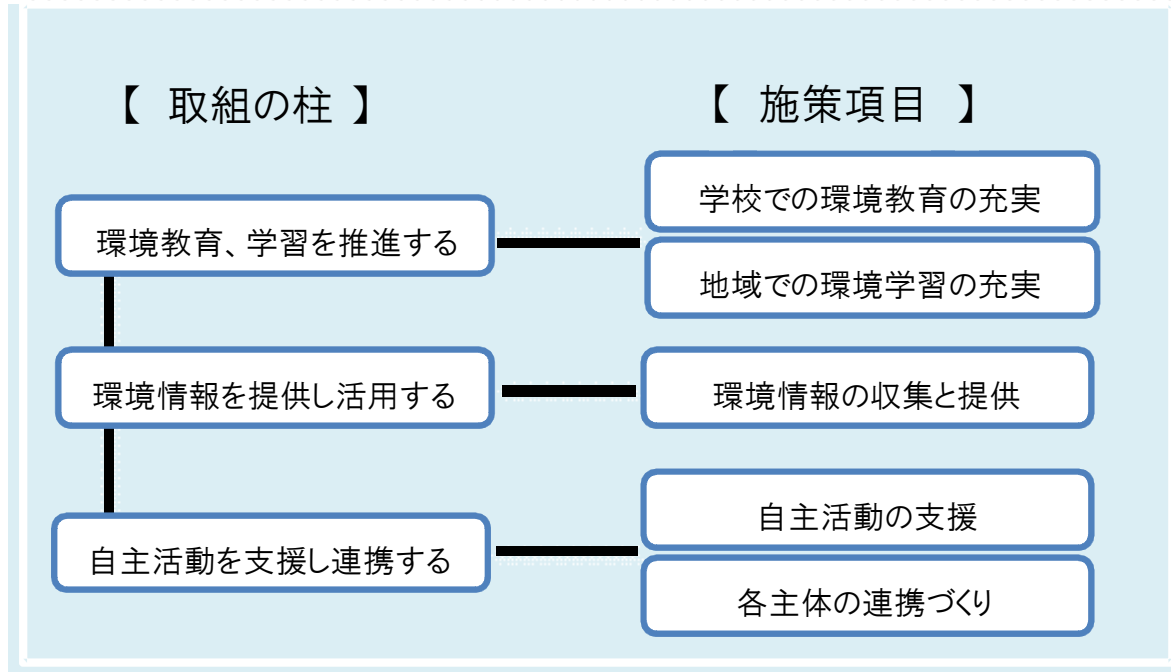 【 取組の柱 】
【 施策項目 】
環境教育、学習を推進する
学校での環境教育の充実
地域での環境学習の充実
環境情報を提供し活用する
環境情報の収集と提供
自主活動を支援し連携する
自主活動の支援
各主体の連携づくり